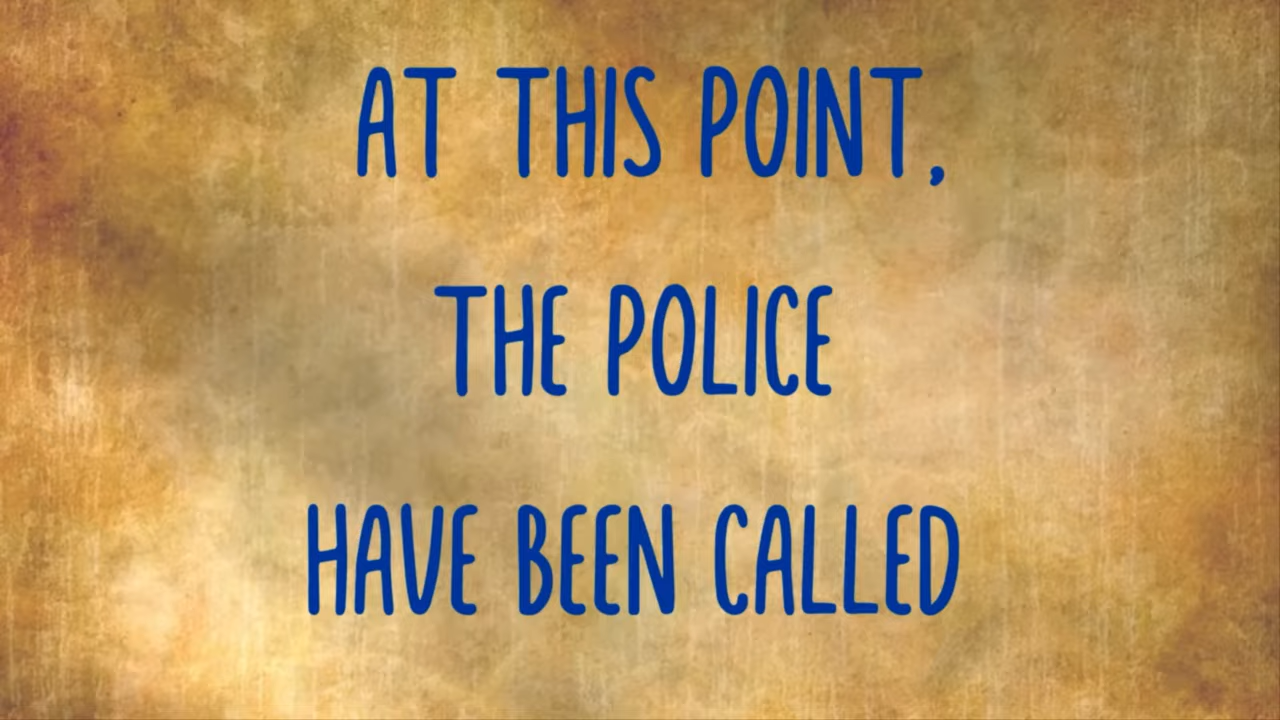 AT THIS POINT,
THE POLICE
HAVE BEEN CALLED